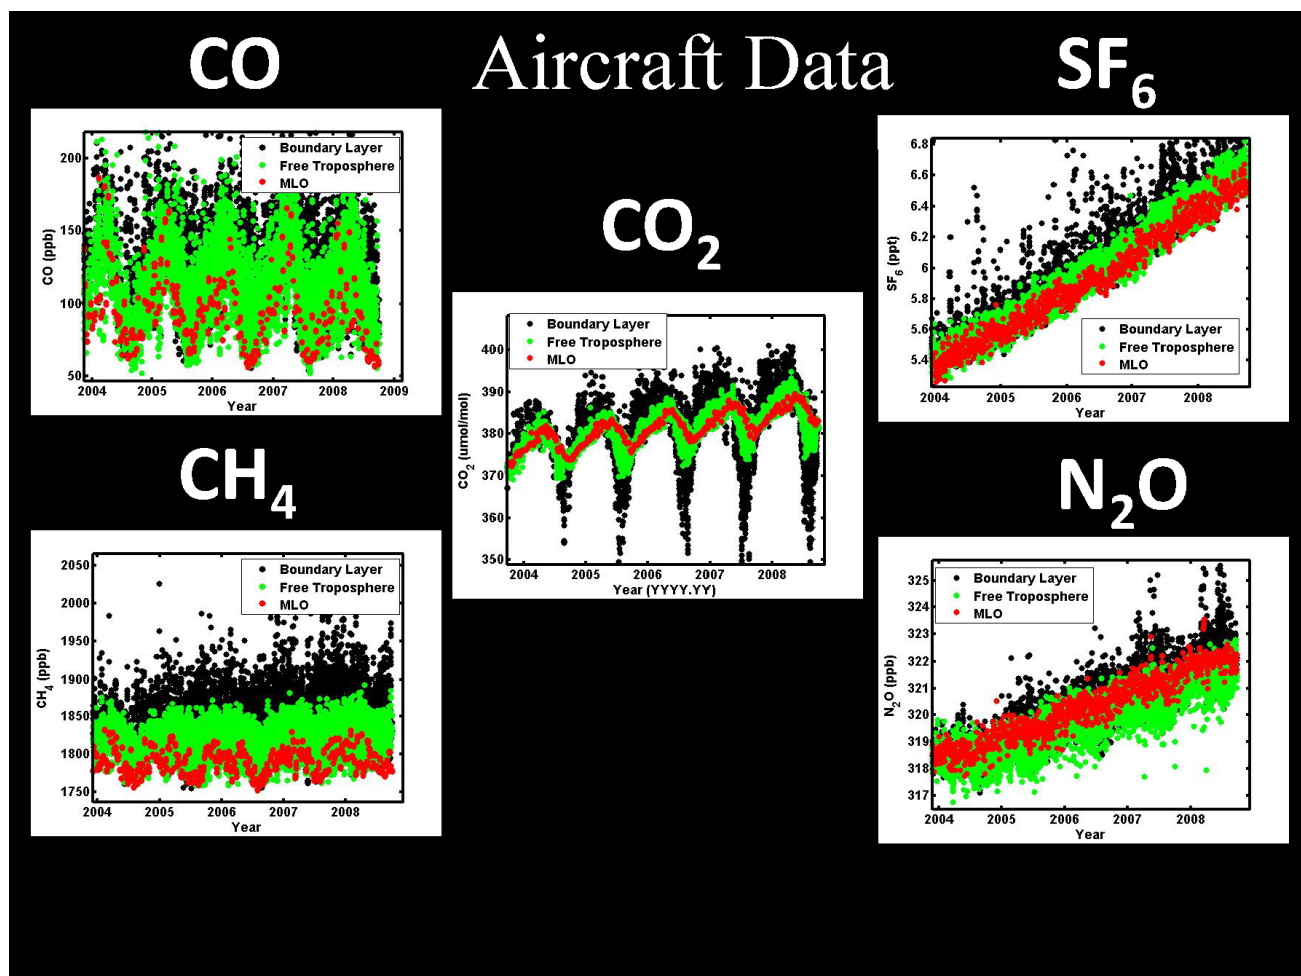 Aircraft Data
CO
200
150
100
50
CO (ppb)
Boundary Layer
Free Troposphere
MLO
2004 2005 2006 2007 2008 2009
Year
SF6
6.8
6.6
6.4
6.2
6
5.8
5.6
5.4
SF6 (ppt)
Boundary Layer
Free Troposphere
MLO
2004 2005 2006 2007 2008
Year
CO2
400
390
380
370
360
350
CO2 (umol/mol)
Boundary Layer
Free Troposphere
MLO
2004 2005 2006 2007 2008
Year (YYYY.YY)
CH4
2050
2000
1950
1900
1850
1800
1750
CH4 (ppb)
Boundary Layer
Free Troposphere
MLO
2004 2005 2006 2007 2008
Year
N2O
325
324
323
322
321
320
319
318
317
N2O (ppb)
Boundary Layer
Free Troposphere
MLO
2004 2005 2006 2007 2008
Year